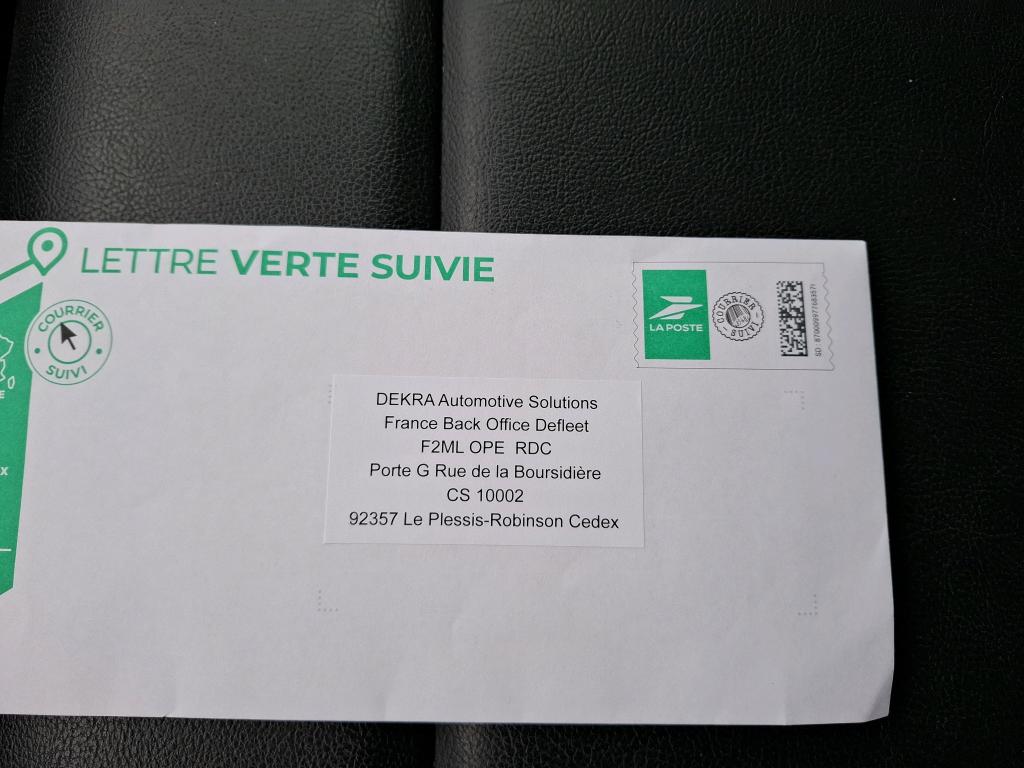 LETTRE VERTE SUIVIE
COURRIER
SUIVI
E
x
LA POSTE
COURRIER
SUIVI
DEKRA Automotive Solutions
France Back Office Defleet
F2ML OPE RDC
Porte G Rue de la Boursidière
CS 10002
92357 Le Plessis-Robinson Cedex